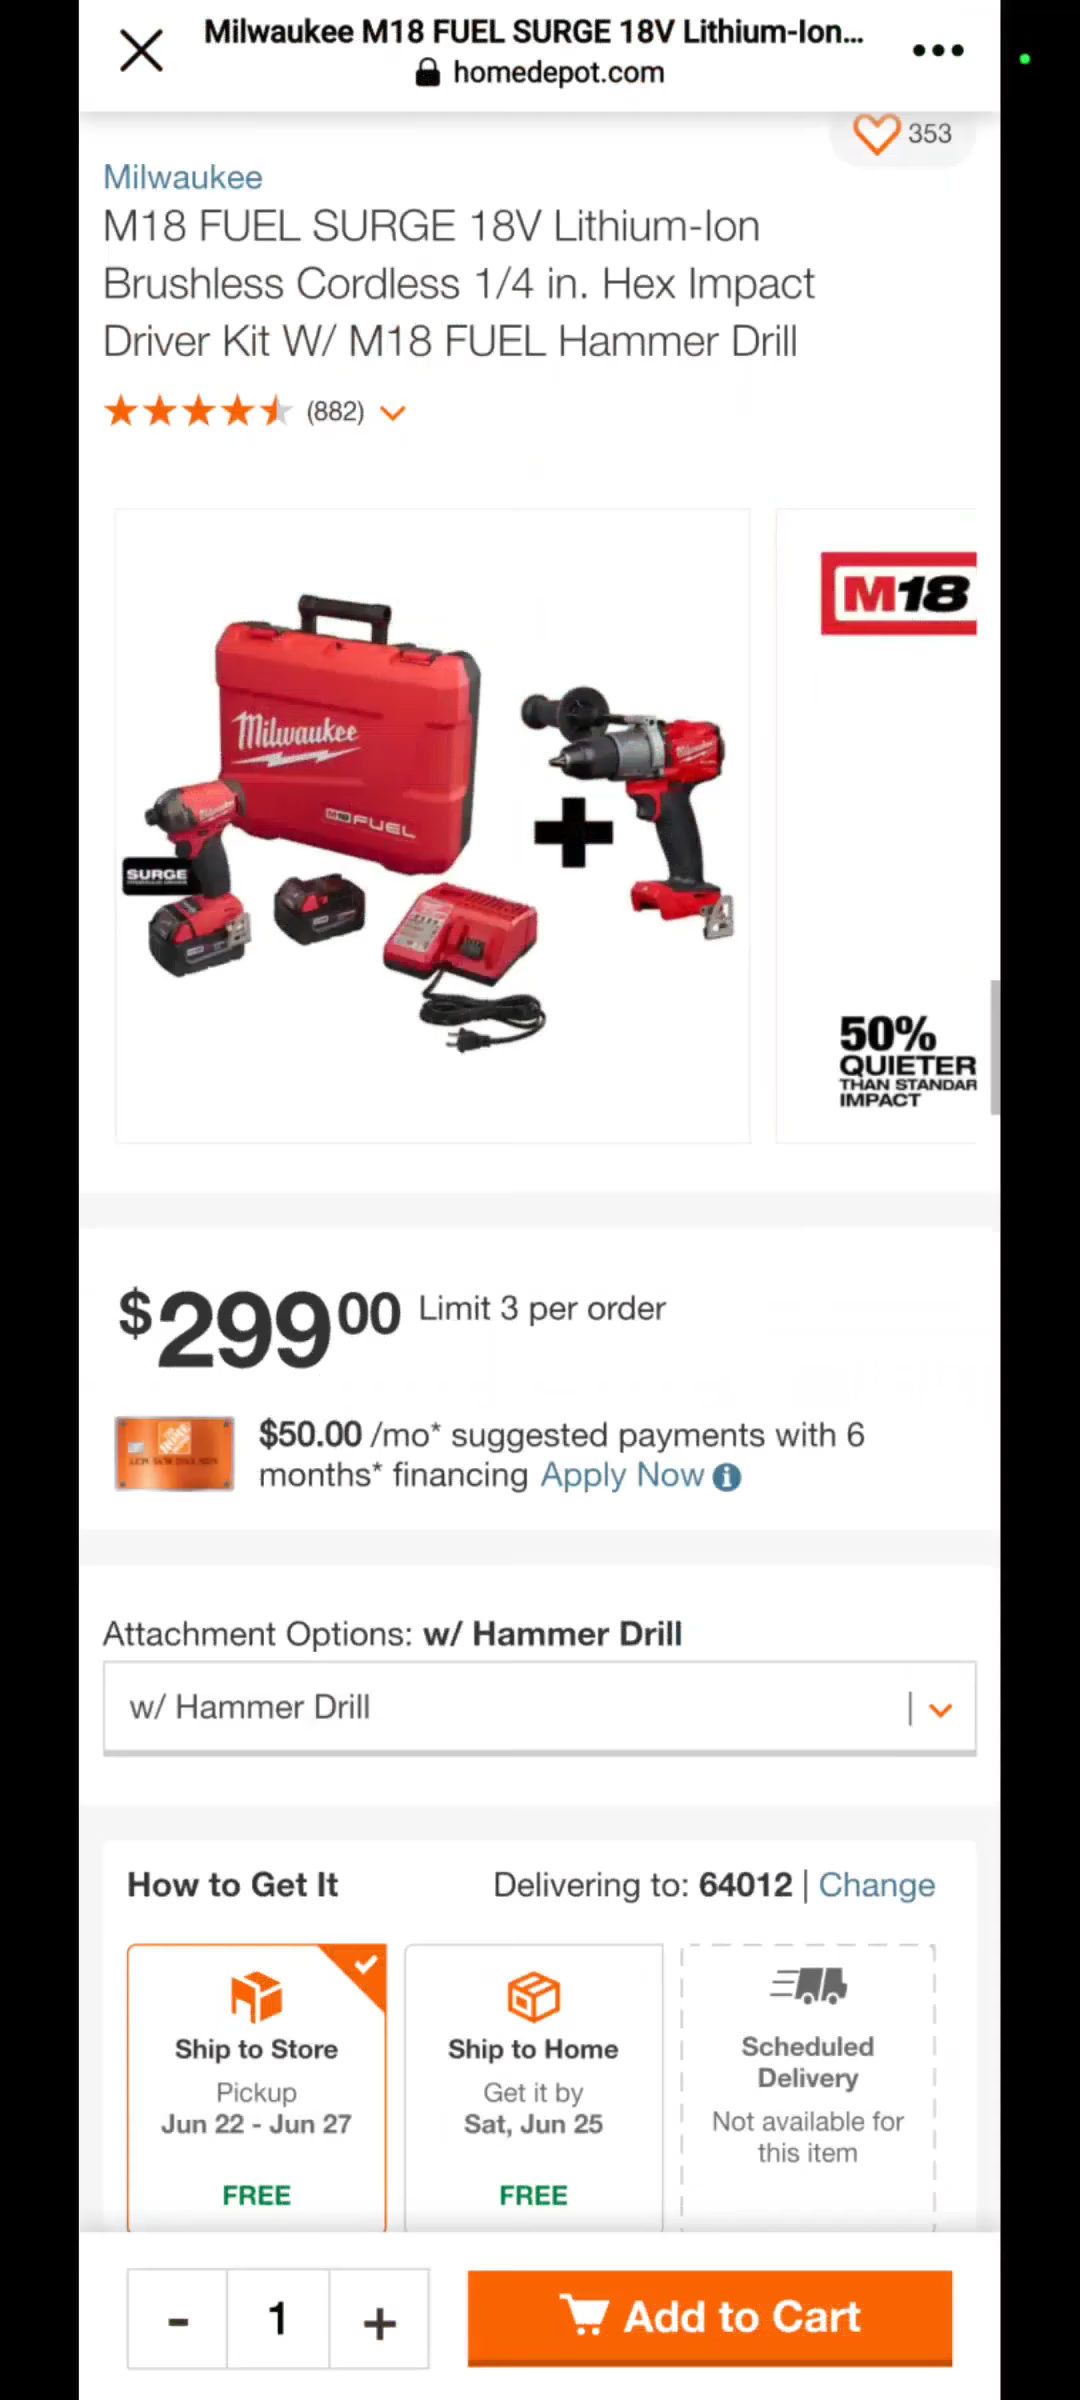 Milwaukee M18 FUEL SURGE 18V Lithium-Ion...
homedepot.com
353
Milwaukee
M18 FUEL SURGE 18V Lithium-Ion
Brushless Cordless 1/4 in. Hex Impact
Driver Kit W/ M18 FUEL Hammer Drill
(882)
Milwaukee
M18 FUEL
SURGE
M18
50%
QUIETER
THAN STANDAR
IMPACT
$299 00 Limit 3 per order
$50.00 /mo* suggested payments with 6
months* financing Apply Now
Attachment Options: w/ Hammer Drill
w/ Hammer Drill
How to Get It
Delivering to: 64012 | Change
Ship to Store
Pickup
Jun 22 - Jun 27
FREE
Ship to Home
Get it by
Sat, Jun 25
FREE
Scheduled
Delivery
Not available for
this item
- 1 +
Add to Cart